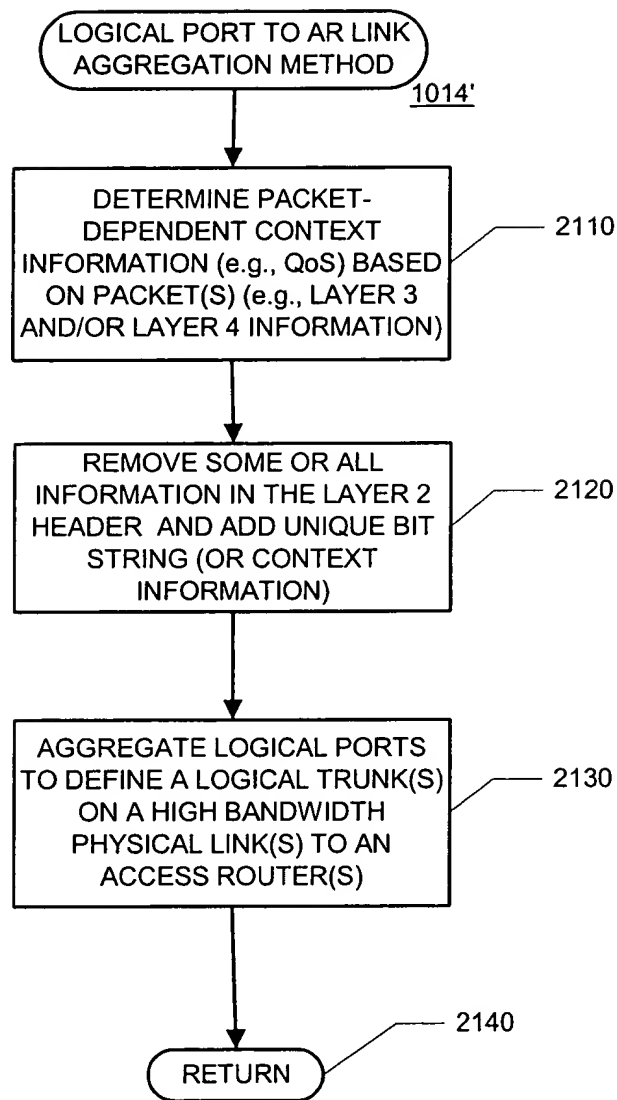 LOGICAL PORT TO AR LINK
AGGREGATION METHOD
1014'
DETERMINE PACKET-
DEPENDENT CONTEXT
INFORMATION (e.g., QoS) BASED
ON PACKET(S) (e.g., LAYER 3
AND/OR LAYER 4 INFORMATION)
2110
REMOVE SOME OR ALL
INFORMATION IN THE LAYER 2
HEADER AND ADD UNIQUE BIT
STRING (OR CONTEXT
INFORMATION)
2120
AGGREGATE LOGICAL PORTS
TO DEFINE A LOGICAL TRUNK(S)
ON A HIGH BANDWIDTH
PHYSICAL LINK(S) TO AN
ACCESS ROUTER(S)
2130
RETURN
2140